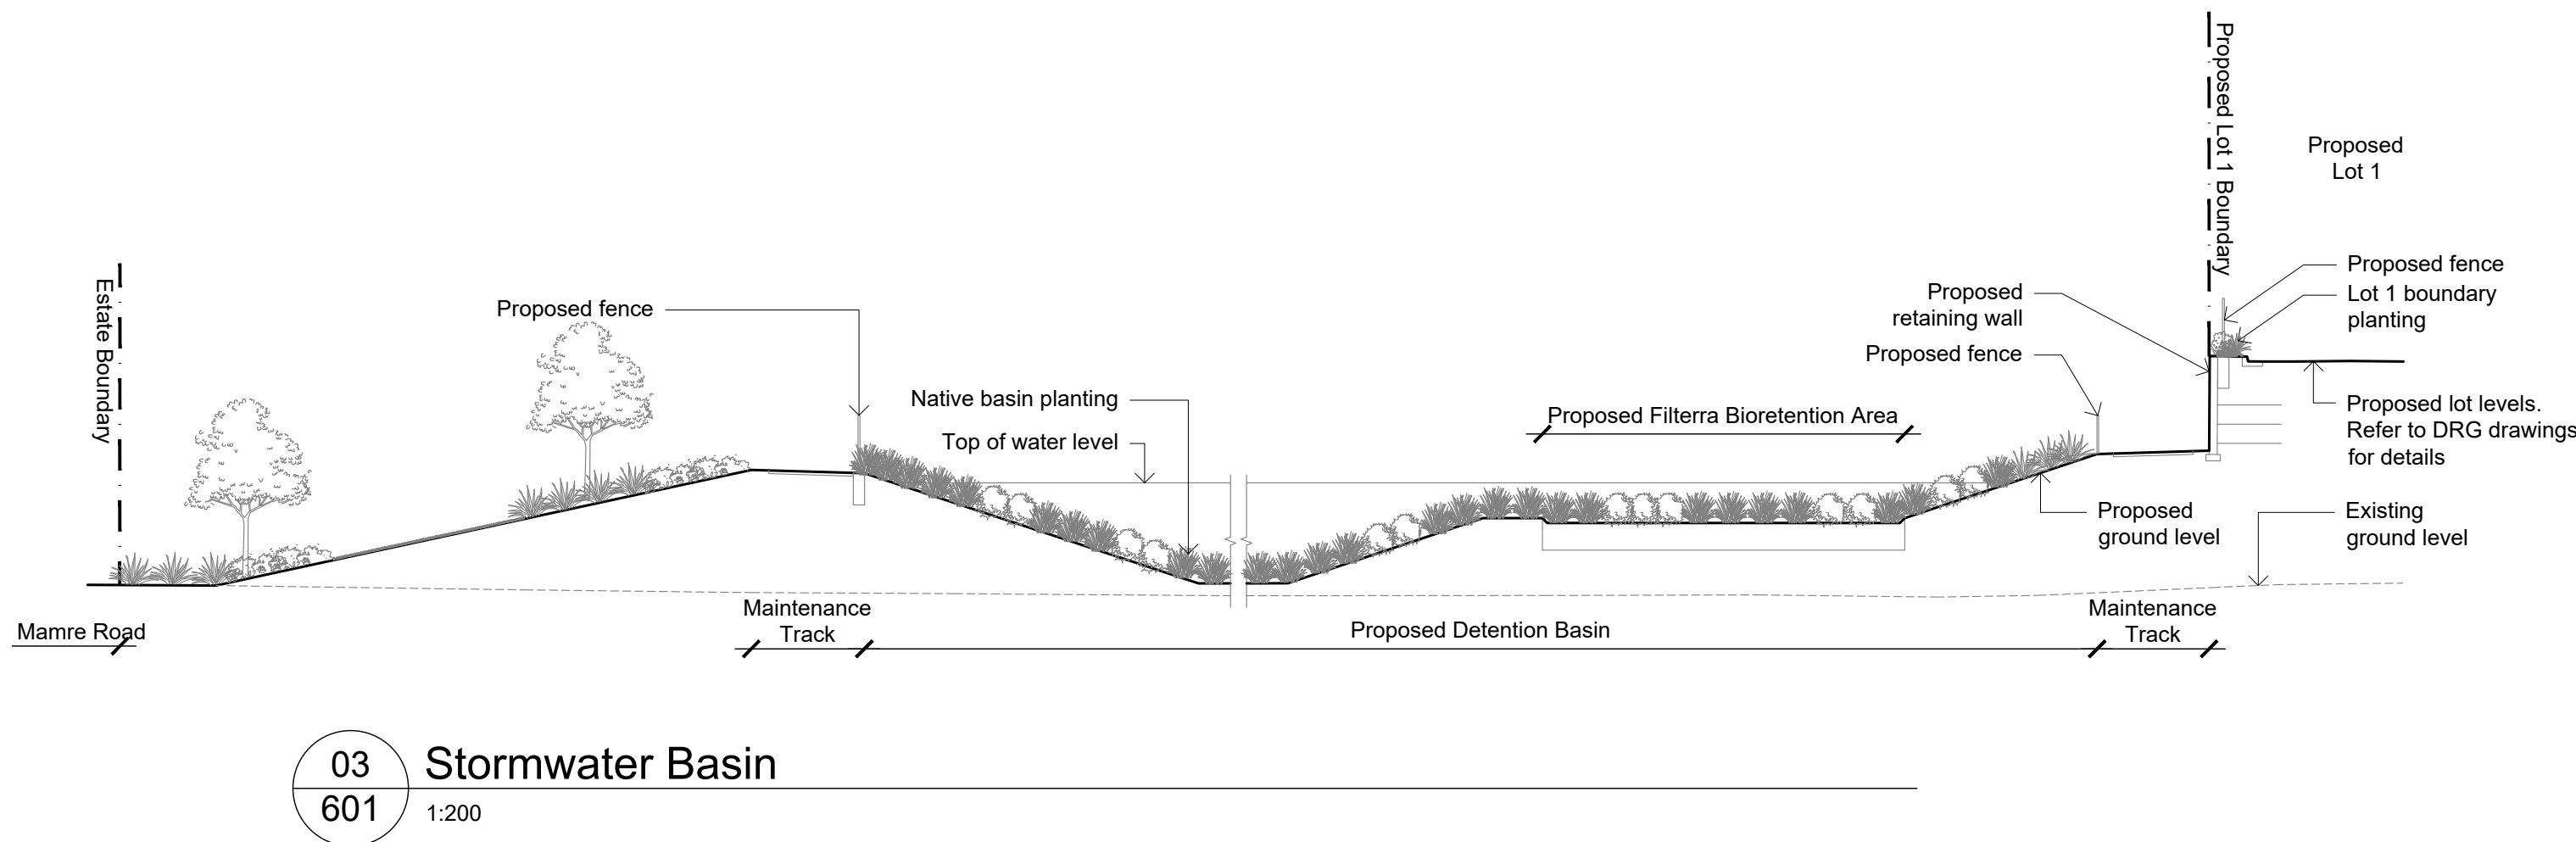 Proposed Lot 1 Boundary
Proposed
Lot 1
Estate Boundary
Proposed fence
Native basin planting
Top of water level
Proposed Filterra Bioretention Area
Proposed
retaining wall
Proposed fence
Proposed fence
Lot 1 boundary
planting
Proposed lot levels.
Refer to DRG drawings
for details
Proposed
ground level
Existing
ground level
Mamre Road
Maintenance
Track
Proposed Detention Basin
Maintenance
Track
03
601
Stormwater Basin
1:200